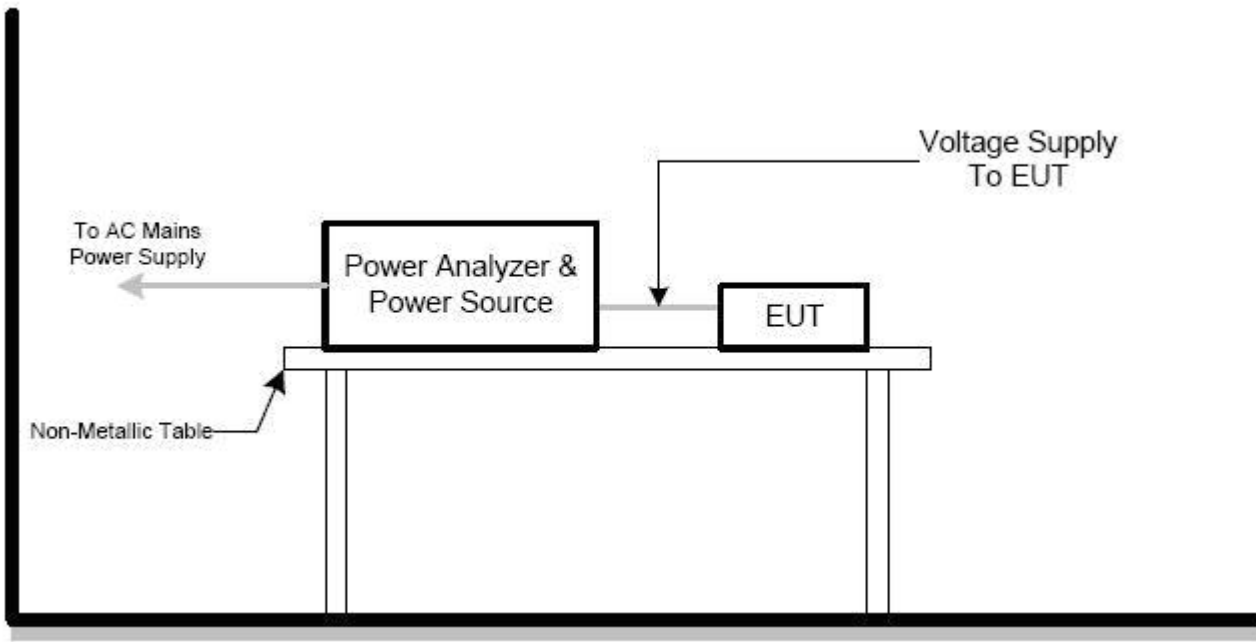 Voltage Supply
To EUT
To AC Mains
Power Supply
Power Analyzer &
Power Source
EUT
Non-Metallic Table